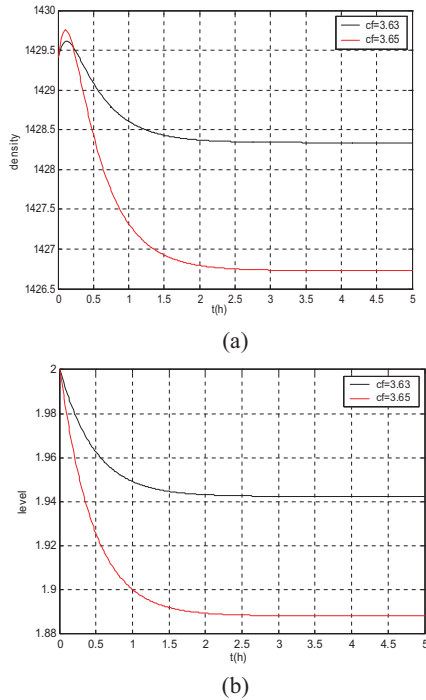 1430
1429.5
1429
1428.5
1428
1427.5
1427
1426.5
density
cf=3.63
cf=3.65
0 0.5 1 1.5 2 2.5 3 3.5 4 4.5 5
t(h)
(a)
2
1.98
1.96
1.94
1.92
1.9
1.88
level
cf=3.63
cf=3.65
0 0.5 1 1.5 2 2.5 3 3.5 4 4.5 5
t(h)
(b)